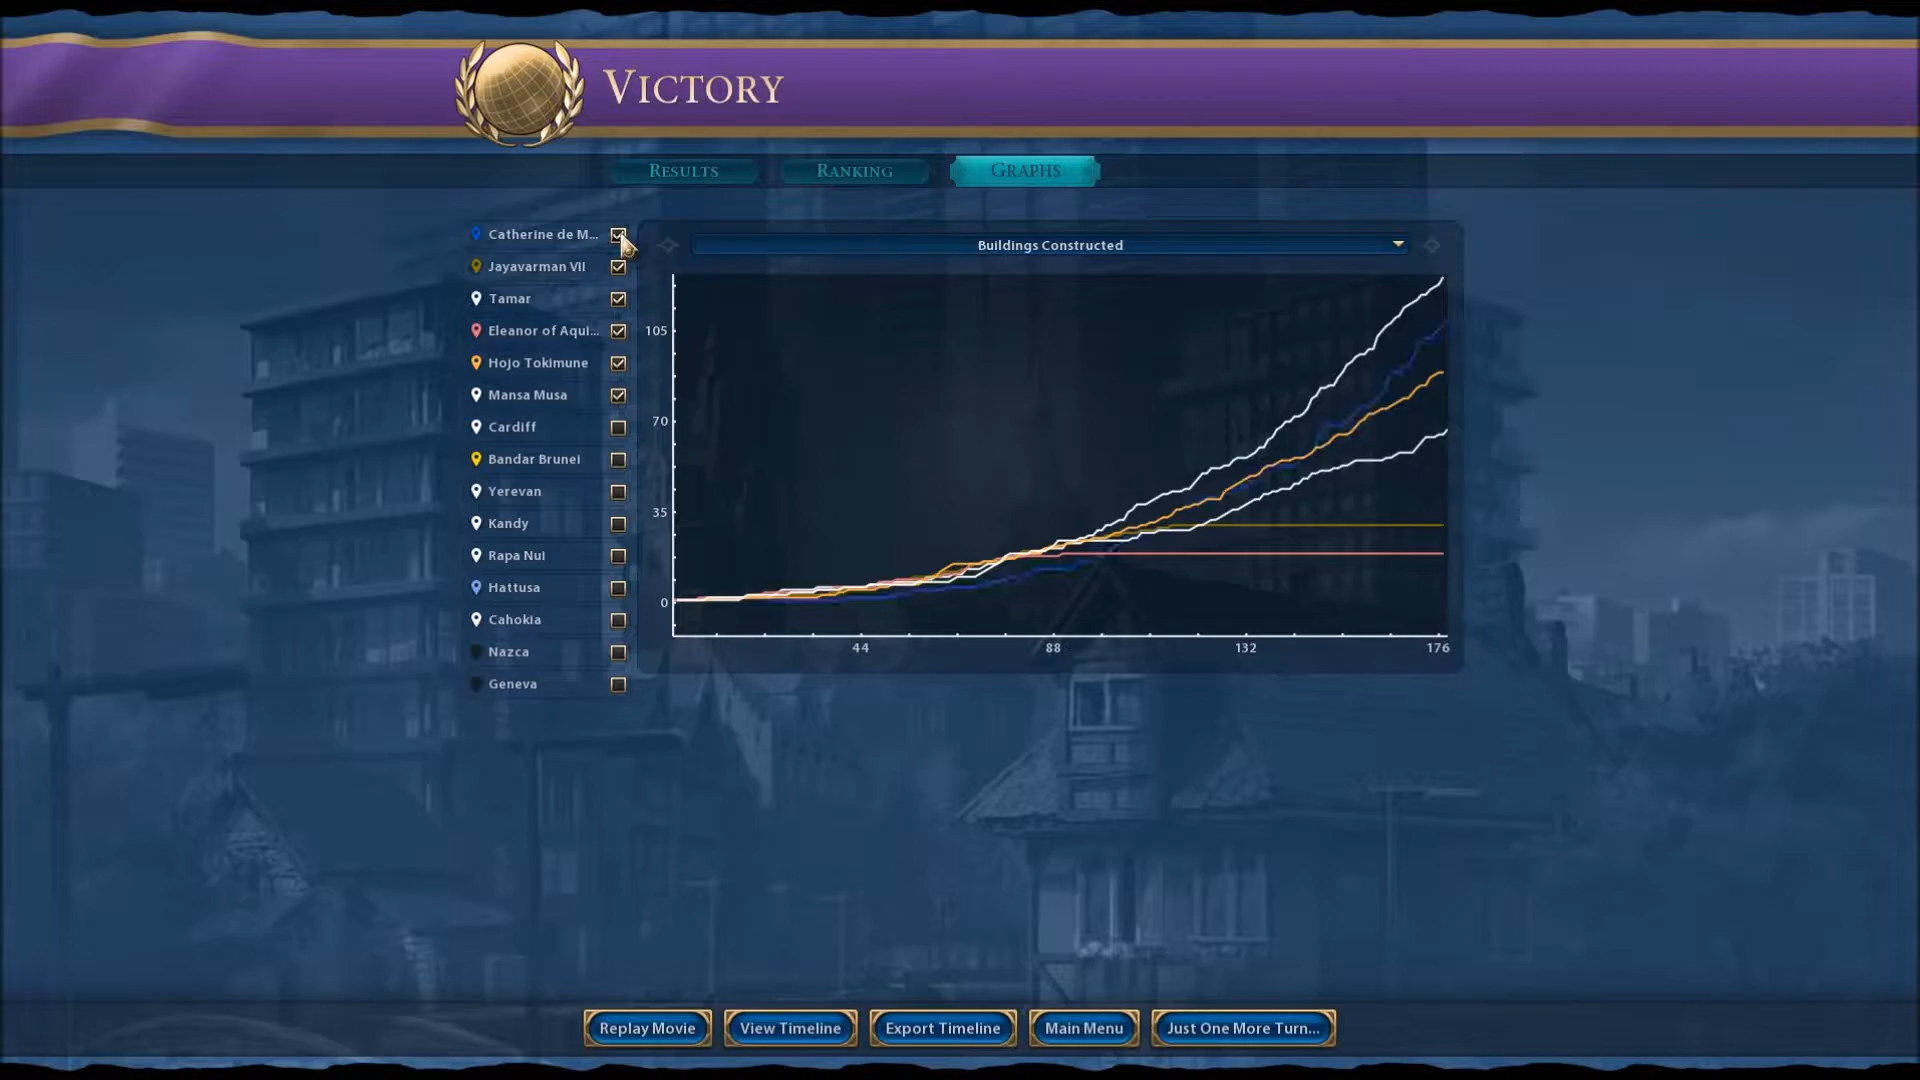 VICTORY
RESULTS
RANKING
GRAPHS
Catherine de M...
Jayavarman VII
Tamar
Eleanor of Aqui...
Hojo Tokimune
Mansa Musa
Cardiff
Bandar Brunei
Yerevan
Kandy
Rapa Nui
Hattusa
Cahokia
Nazca
Geneva
Buildings Constructed
105
70
35
0
44
88
132
176
Replay Movie
View Timeline
Export Timeline
Main Menu
Just One More Turn...